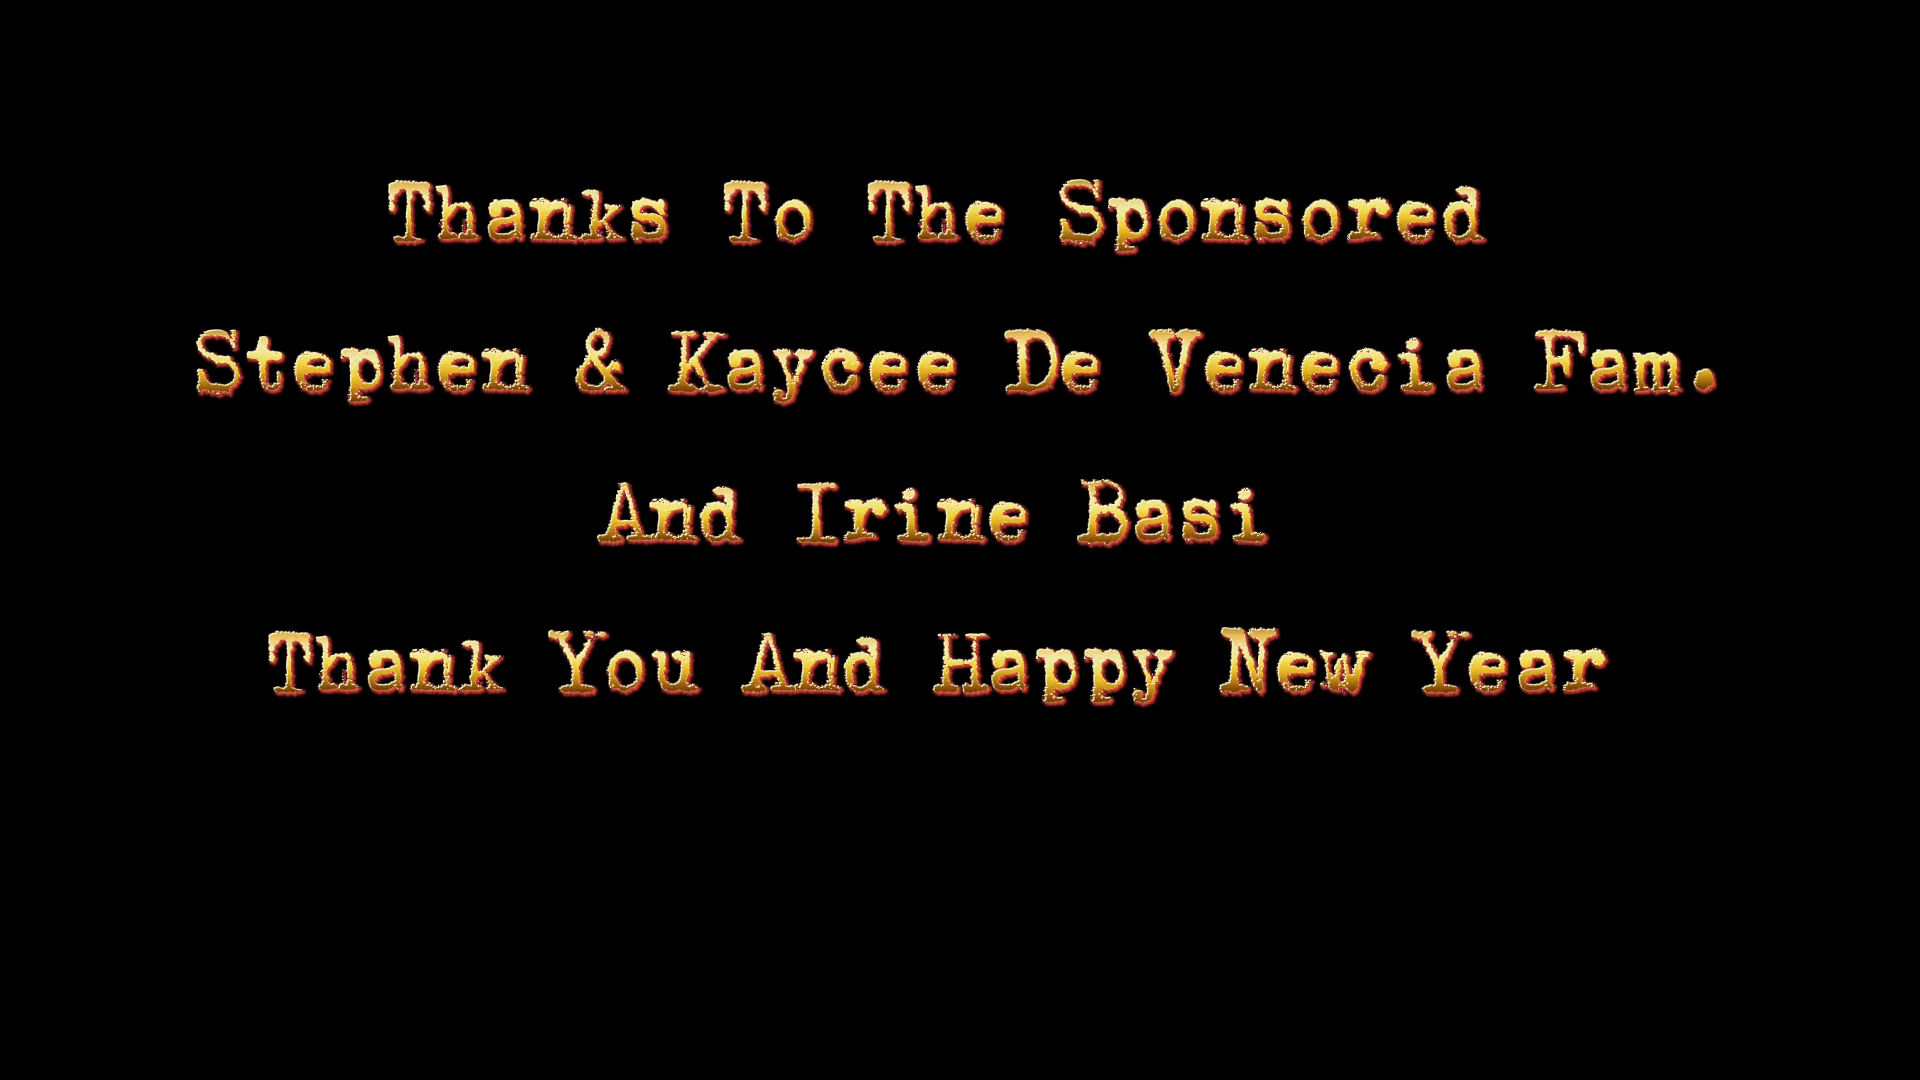 Thanks To The Sponsored
Stephen & Kaycee De Venecia Fam.
And Irine Basi
Thank You And Happy New Year